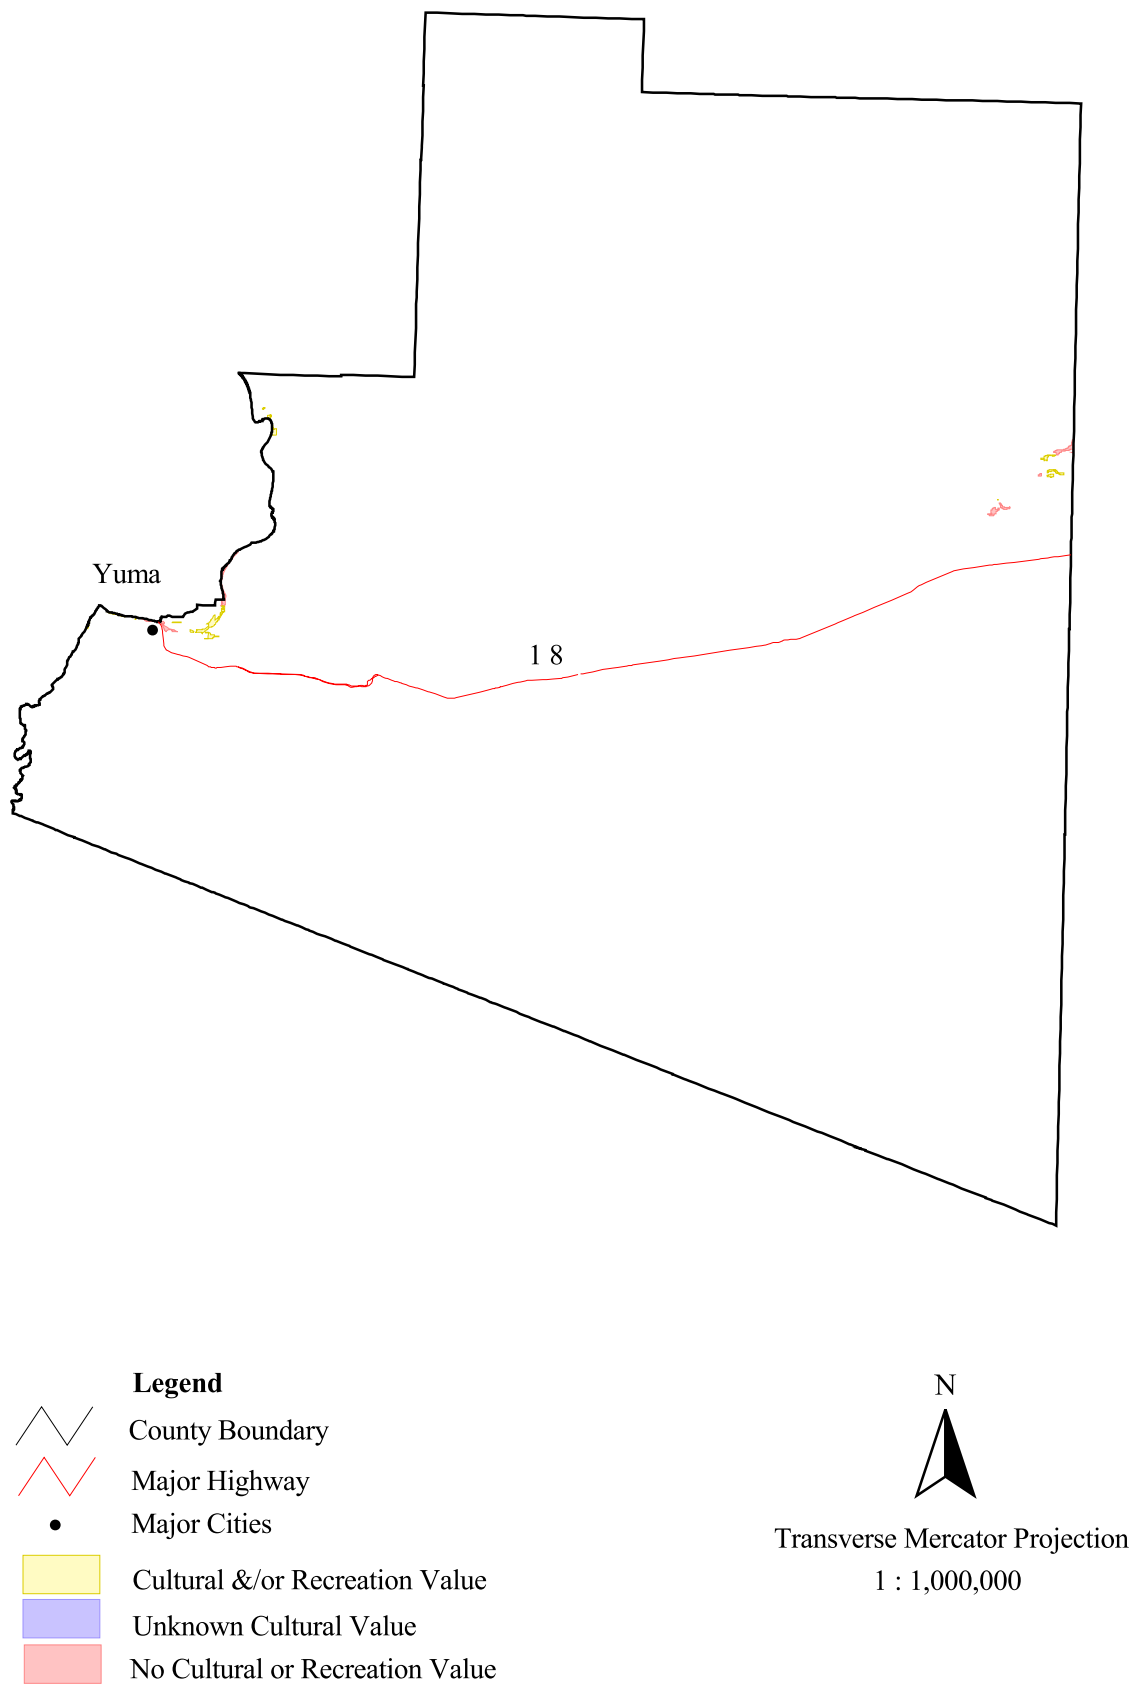 Yuma
1 8
Legend
County Boundary
Major Highway
Major Cities
Cultural &/or Recreation Value
Unknown Cultural Value
No Cultural or Recreation Value
N
Transverse Mercator Projection
1 : 1,000,000